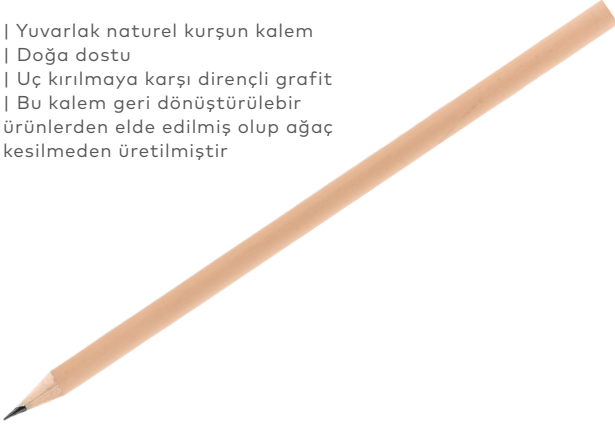 | Yuvarlak naturel kurşun kalem
| Doğa dostu
| Uç kırılmaya karşı dirençli grafit
| Bu kalem geri dönüştürülebir
ürünlerden elde edilmiş olup ağaç
kesilmeden üretilmiştir